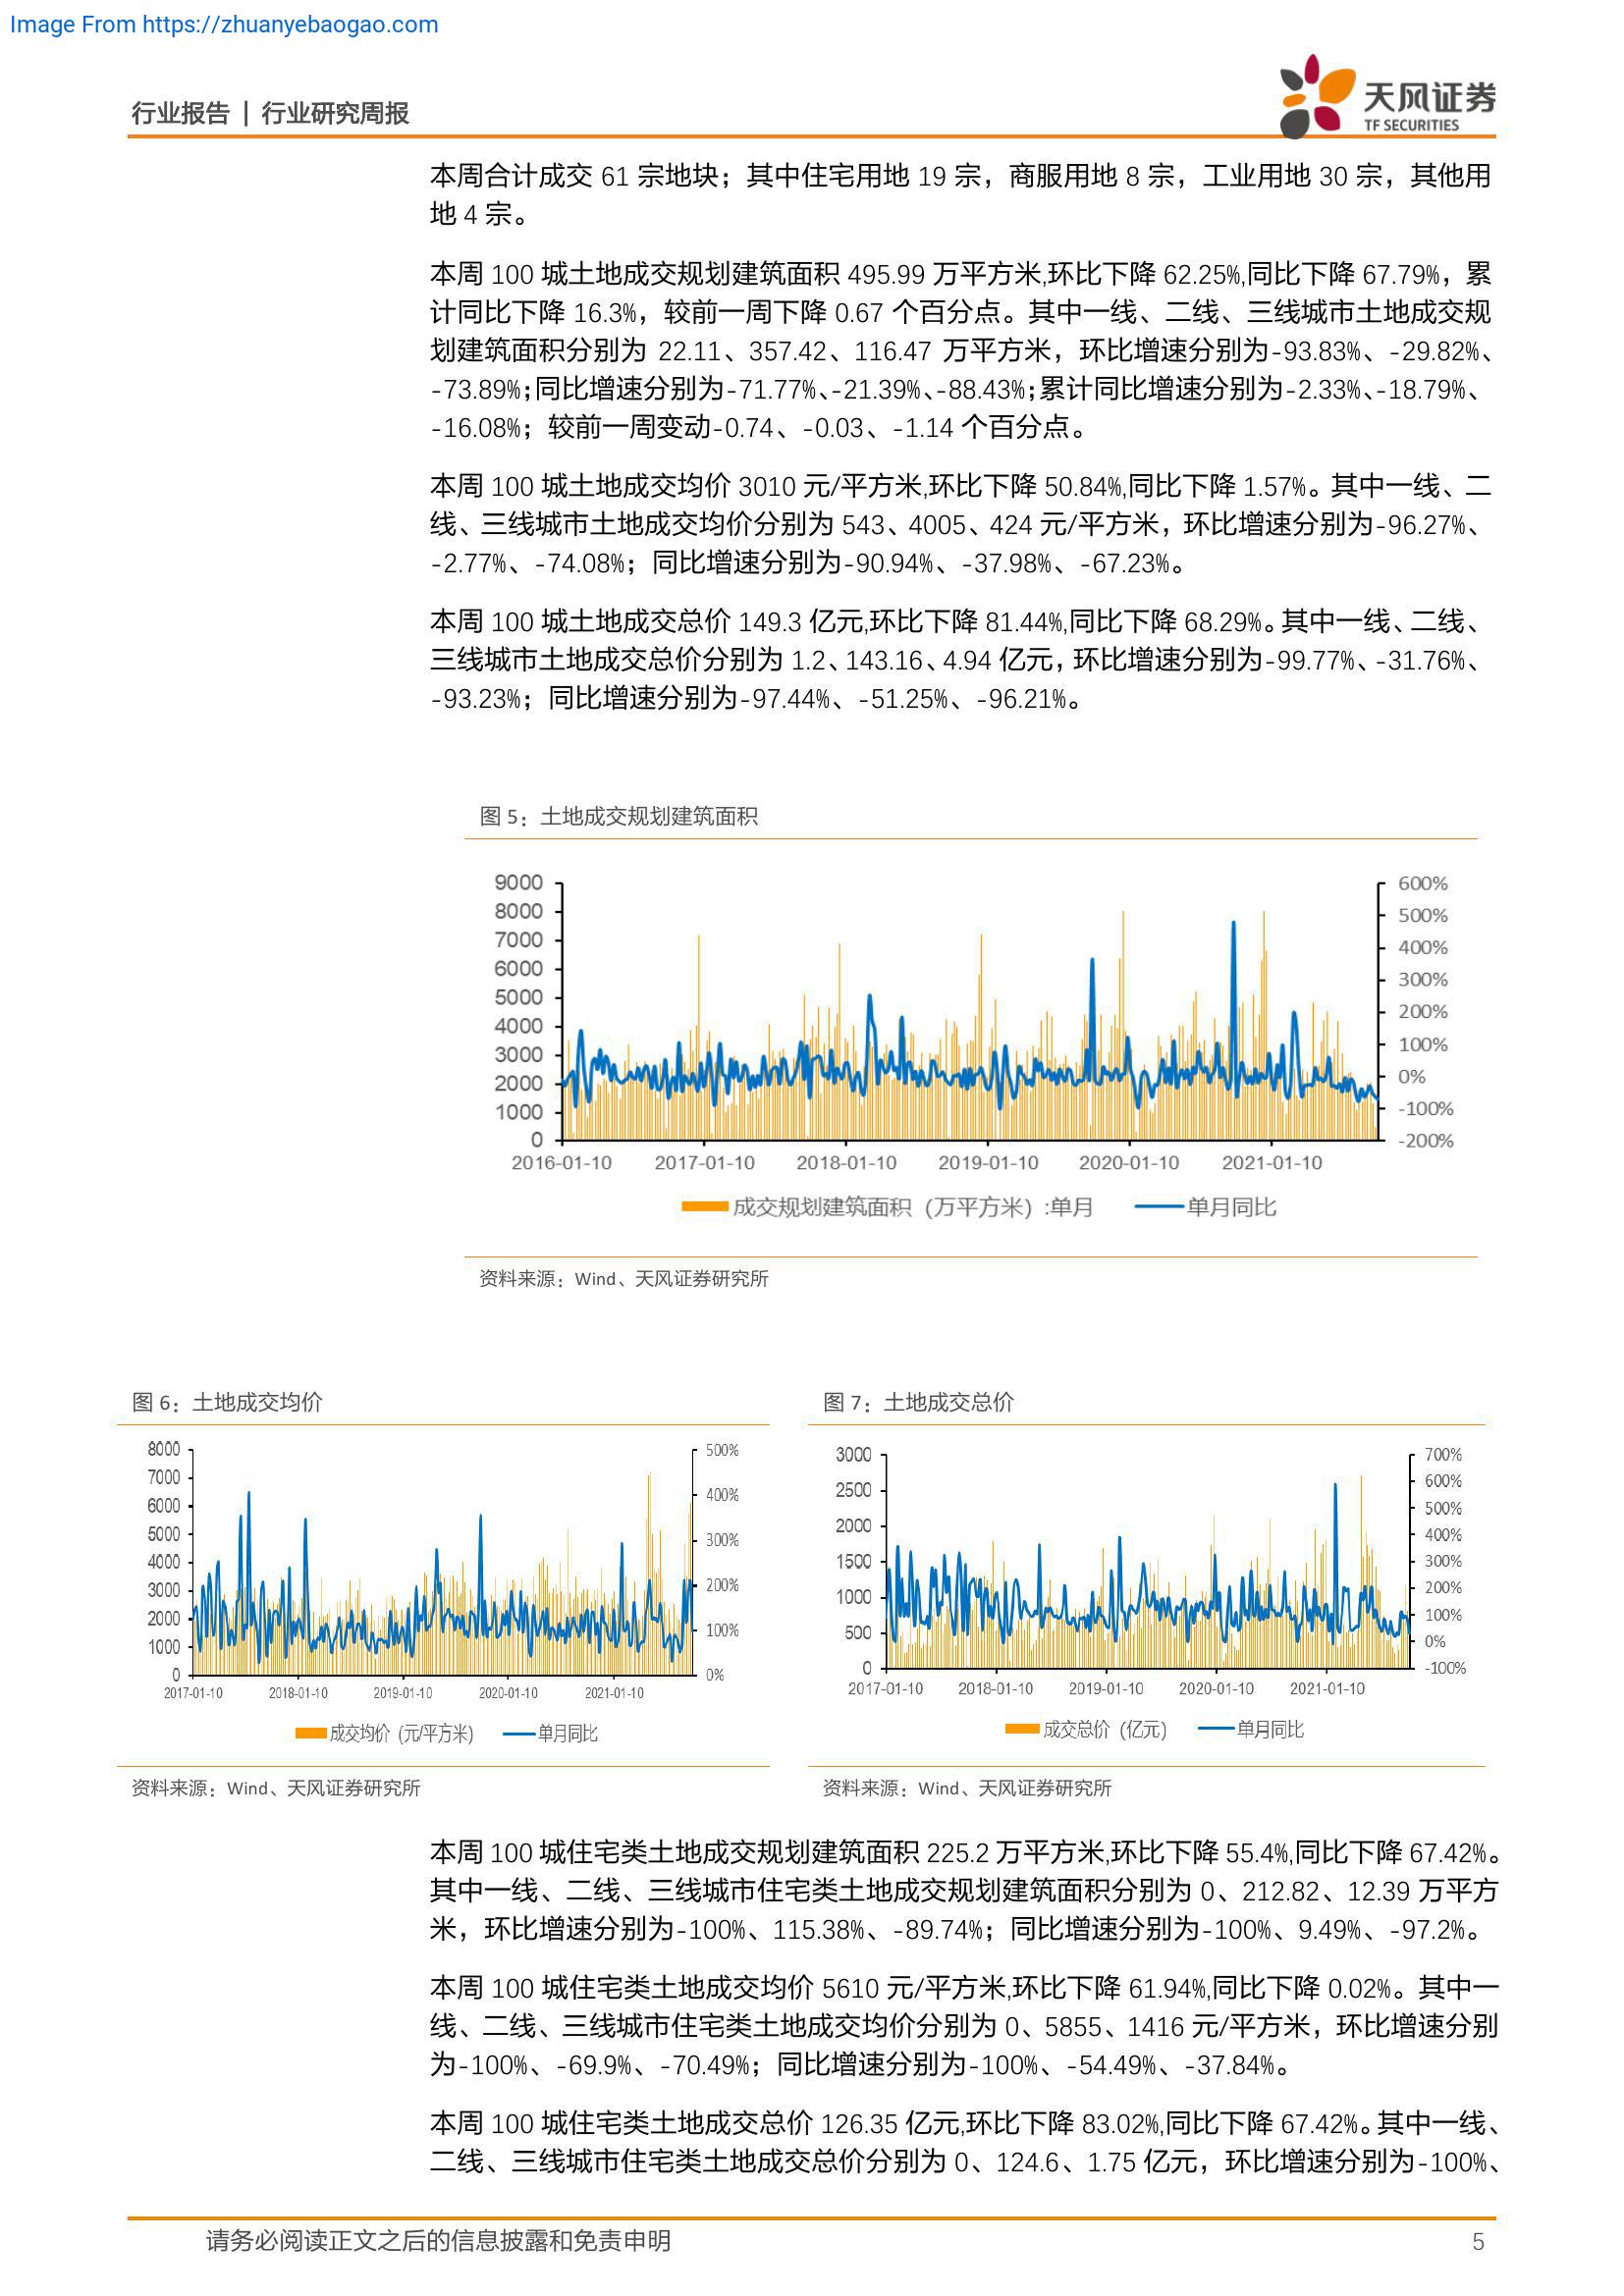 Image From https://zhuanyebaogao.com
行业报告 | 行业研究周报
天风证券
TF SECURITIES
本周合计成交 61 宗地块；其中住宅用地 19 宗，商服用地 8 宗，工业用地 30 宗，其他用
地 4 宗。
本周 100 城土地成交规划建筑面积 495.99 万平方米,环比下降 62.25%,同比下降 67.79%，累
计同比下降 16.3%，较前一周下降 0.67 个百分点。其中一线、二线、三线城市土地成交规
划建筑面积分别为 22.11、357.42、116.47 万平方米，环比增速分别为-93.83%、-29.82%、
-73.89%；同比增速分别为-71.77%、-21.39%、-88.43%；累计同比增速分别为-2.33%、-18.79%、
-16.08%；较前一周变动-0.74、-0.03、-1.14 个百分点。
本周 100 城土地成交均价 3010 元/平方米,环比下降 50.84%,同比下降 1.57%。其中一线、二
线、三线城市土地成交均价分别为 543、4005、424 元/平方米，环比增速分别为-96.27%、
-2.77%、-74.08%；同比增速分别为-90.94%、-37.98%、-67.23%。
本周 100 城土地成交总价 149.3 亿元,环比下降 81.44%,同比下降 68.29%。其中一线、二线、
三线城市土地成交总价分别为 1.2、143.16、4.94 亿元，环比增速分别为-99.77%、-31.76%、
-93.23%；同比增速分别为-97.44%、-51.25%、-96.21%。
图 5：土地成交规划建筑面积
9000 600%
8000 500%
7000 400%
6000 300%
5000 200%
4000 100%
3000 0%
2000 -100%
1000 -200%
0
2016-01-10 2017-01-10 2018-01-10 2019-01-10 2020-01-10 2021-01-10
成交规划建筑面积（万平方米）:单月 单月同比
资料来源：Wind、天风证券研究所
图 6：土地成交均价
8000 500%
7000 400%
6000 300%
5000 200%
4000 100%
3000 0%
2000
1000
0
2017-01-10 2018-01-10 2019-01-10 2020-01-10 2021-01-10
成交均价（元/平方米） 单月同比
资料来源：Wind、天风证券研究所
图 7：土地成交总价
3000 700%
2500 600%
2000 500%
1500 400%
1000 300%
500 200%
0 100%
0%
-100%
2017-01-10 2018-01-10 2019-01-10 2020-01-10 2021-01-10
成交总价（亿元） 单月同比
资料来源：Wind、天风证券研究所
本周 100 城住宅类土地成交规划建筑面积 225.2 万平方米,环比下降 55.4%,同比下降 67.42%。
其中一线、二线、三线城市住宅类土地成交规划建筑面积分别为 0、212.82、12.39 万平方
米，环比增速分别为-100%、115.38%、-89.74%；同比增速分别为-100%、9.49%、-97.2%。
本周 100 城住宅类土地成交均价 5610 元/平方米,环比下降 61.94%,同比下降 0.02%。其中一
线、二线、三线城市住宅类土地成交均价分别为 0、5855、1416 元/平方米，环比增速分别
为-100%、-69.9%、-70.49%；同比增速分别为-100%、-54.49%、-37.84%。
本周 100 城住宅类土地成交总价 126.35 亿元,环比下降 83.02%,同比下降 67.42%。其中一线、
二线、三线城市住宅类土地成交总价分别为 0、124.6、1.75 亿元，环比增速分别为-100%、
请务必阅读正文之后的信息披露和免责申明 5